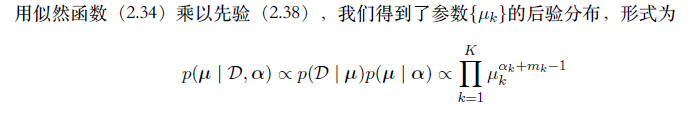 用似然函数（2.34）乘以先验（2.38），我们得到了参数{μₖ}的后验分布，形式为
p(μ | 𝒟, α) ∝ p(𝒟 | μ)p(μ | α) ∝ ∏_{k=1}^{K} μ_k^{α_k+m_k−1}